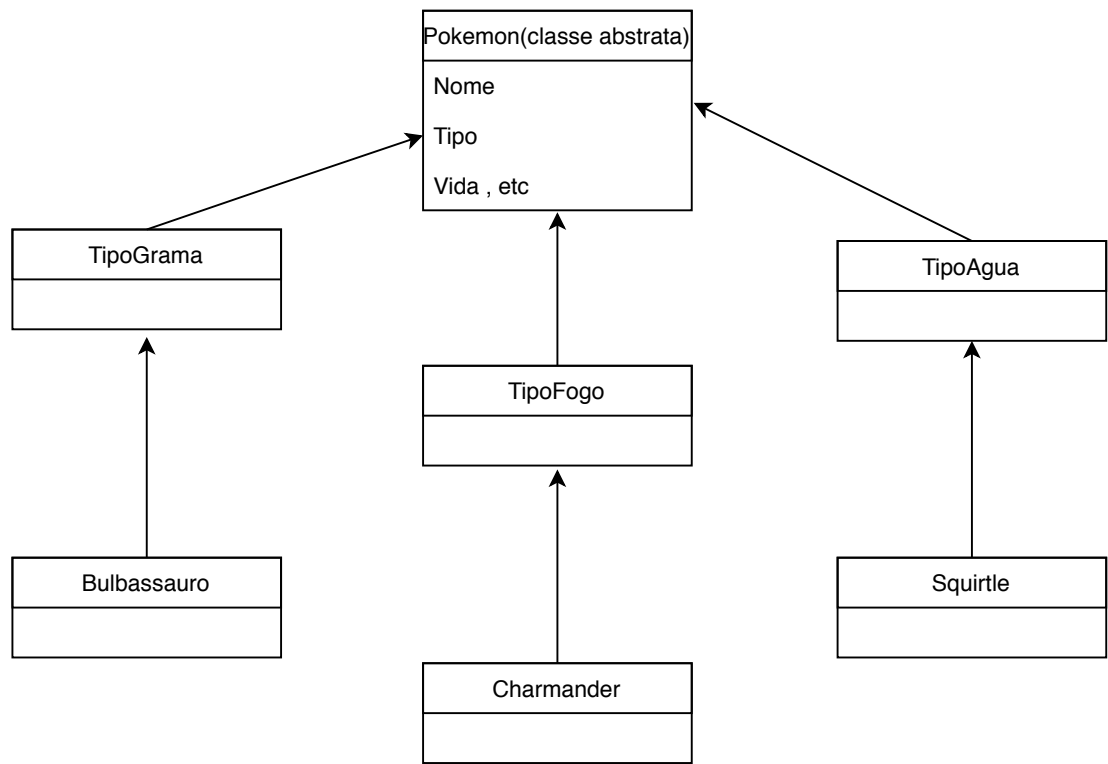 Pokemon(classe abstrata)
Nome
Tipo
Vida , etc
TipoGrama
TipoAgua
TipoFogo
Bulbassauro
Squirtle
Charmander